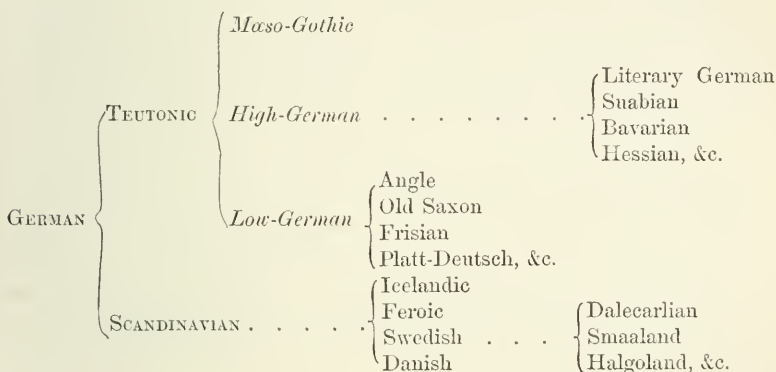 Mœso-Gothic
Literary German
Suabian
TEUTONIC High-German . . . . . . . .
Bavarian
Hessian, &c.
Angle
Old Saxon
GERMAN Low-German
Frisian
Platt-Deutsch, &c.
Icelandic
Feroic Dalecarlian
SCANDINAVIAN . . . . .
Swedish . . . Smaaland
Danish Halgoland, &c.